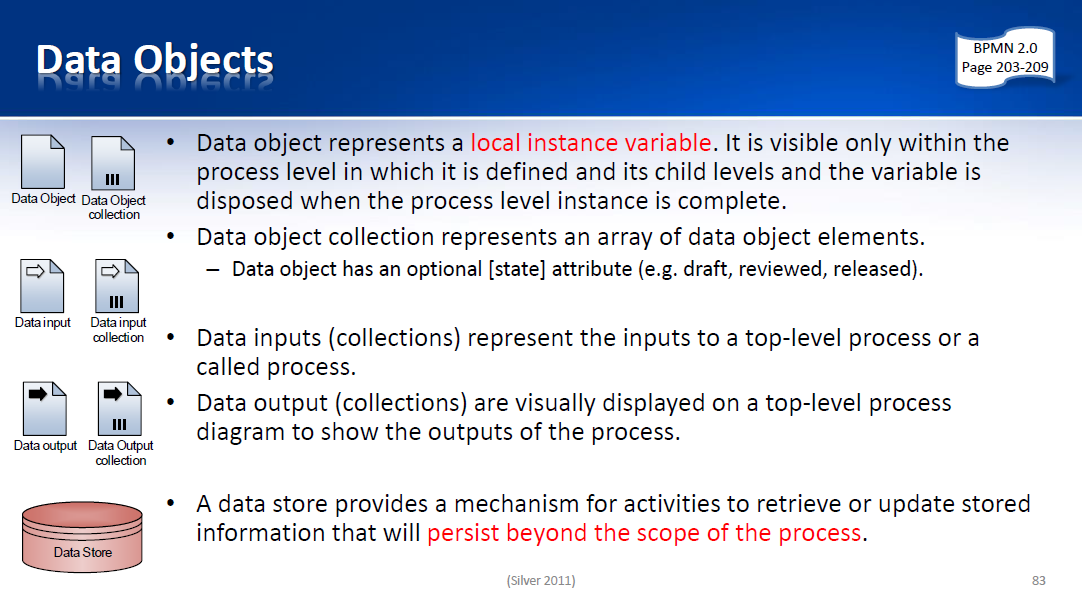 Data Objects
BPMN 2.0
Page 203-209
Data Object
Data Object
collection
• Data object represents a local instance variable. It is visible only within the
process level in which it is defined and its child levels and the variable is
disposed when the process level instance is complete.
• Data object collection represents an array of data object elements.
– Data object has an optional [state] attribute (e.g. draft, reviewed, released).
Data input
Data input
collection
• Data inputs (collections) represent the inputs to a top-level process or a
called process.
• Data output (collections) are visually displayed on a top-level process
diagram to show the outputs of the process.
Data output
Data Output
collection
• A data store provides a mechanism for activities to retrieve or update stored
information that will persist beyond the scope of the process.
Data Store
(Silver 2011)
83